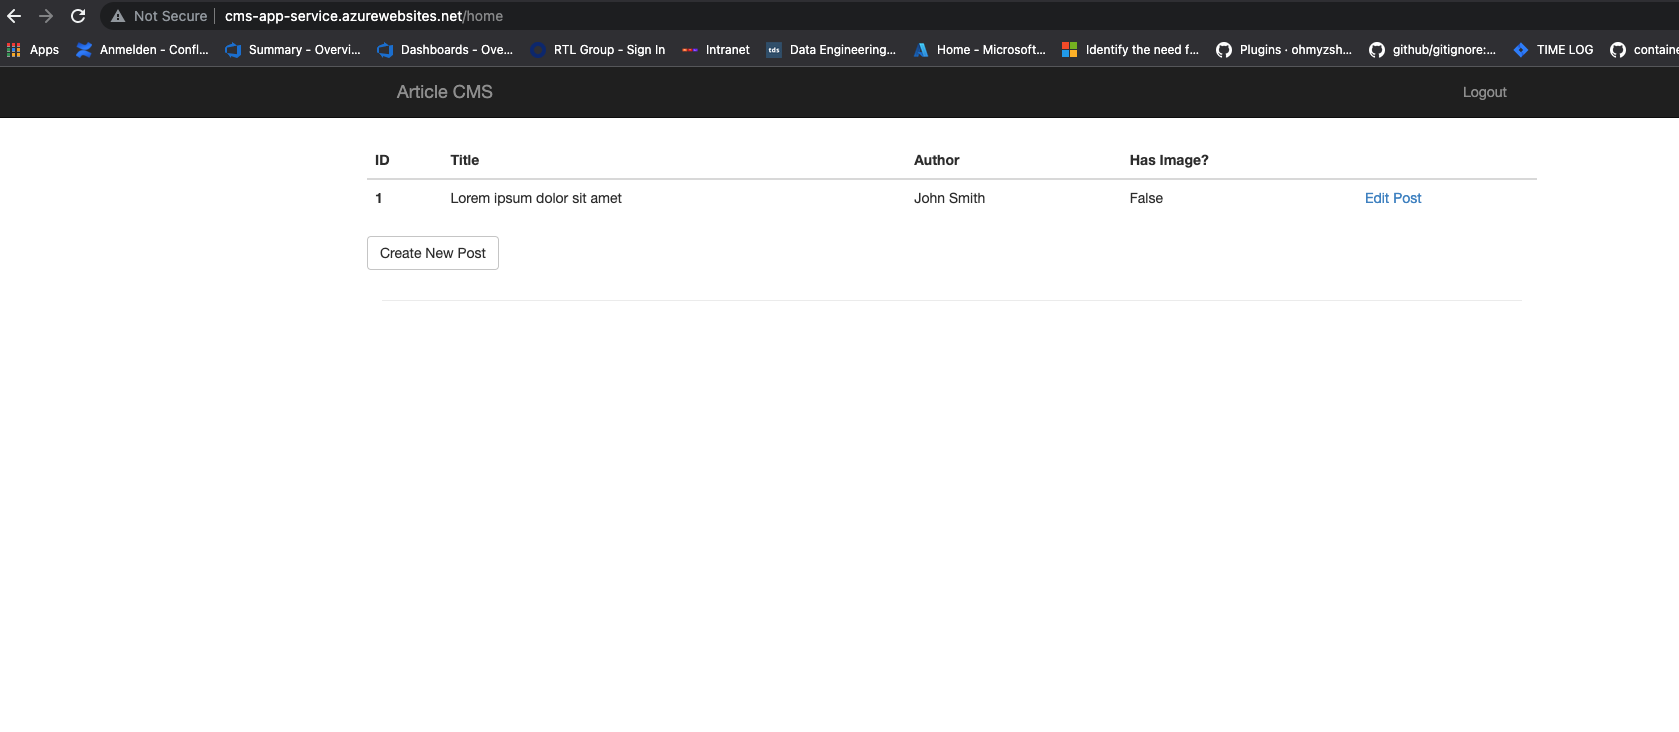 Not Secure cms-app-service.azurewebsites.net/home
Apps Anmelden - Confl... Summary - Overvi... Dashboards - Ove... RTL Group - Sign In Intranet tds Data Engineering... Home - Microsoft... Identify the need f... Plugins · ohmyzsh... github/gitignore:... TIME LOG containe
Article CMS Logout
ID Title Author Has Image?
1 Lorem ipsum dolor sit amet John Smith False Edit Post
Create New Post